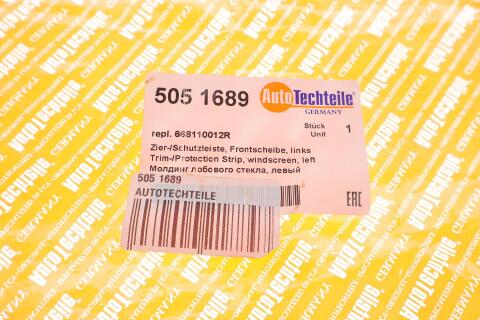 505 1689
AutoTechteile
GERMANY
repl. 668110012R
Stück
Unit
1
Zier-/Schutzleiste, Frontscheibe, links
Trim-/Protection Strip, windscreen, left
Молдинг лобового стекла, левый
505 1689
AUTOTECHTEILE
EAC